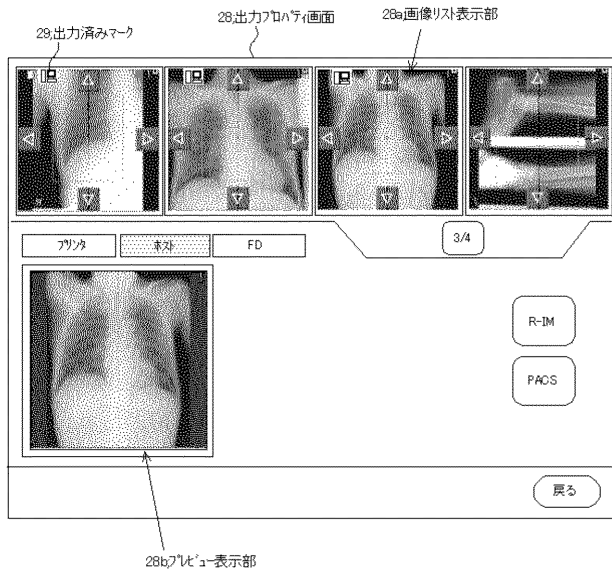 29;出力済みマーク
28;出力プロパティ画面
28a;画像リスト表示部
3/4
プリンタ
ホスト
FD
R-IM
PACS
戻る
28b;プレビュー表示部